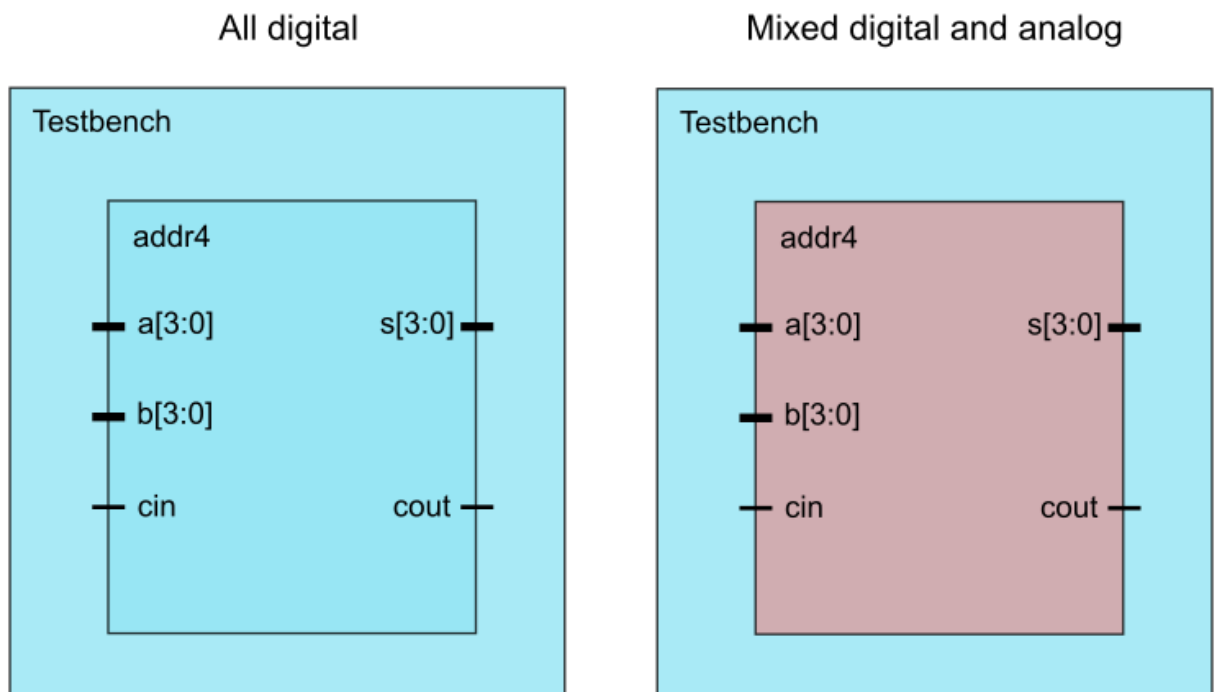 All digital
Testbench
addr4
a[3:0] s[3:0]
b[3:0]
cin cout
Mixed digital and analog
Testbench
addr4
a[3:0] s[3:0]
b[3:0]
cin cout